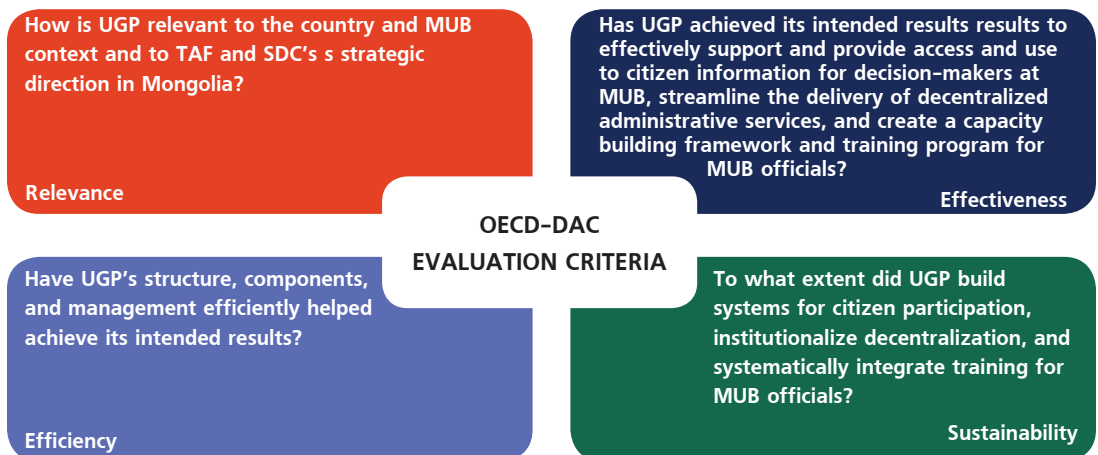 How is UGP relevant to the country and MUB
context and to TAF and SDC's s strategic
direction in Mongolia?
Relevance
Has UGP achieved its intended results results to
effectively support and provide access and use
to citizen information for decision-makers at
MUB, streamline the delivery of decentralized
administrative services, and create a capacity
building framework and training program for
MUB officials?
Effectiveness
OECD-DAC
EVALUATION CRITERIA
Have UGP's structure, components,
and management efficiently helped
achieve its intended results?
Efficiency
To what extent did UGP build
systems for citizen participation,
institutionalize decentralization, and
systematically integrate training for
MUB officials?
Sustainability